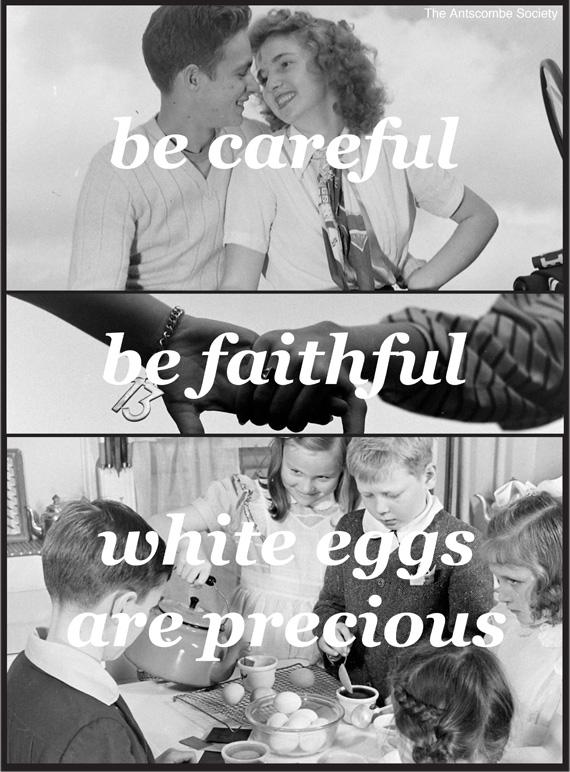 The Antscombe Society
be careful
be faithful
13
white eggs
are precious